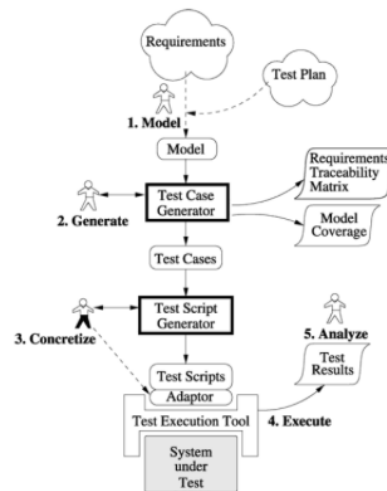 Requirements
Test Plan
1. Model
Model
Requirements
Traceability
Matrix
Test Case
Generator
2. Generate
Model
Coverage
Test Cases
Test Script
Generator
3. Concretize
5. Analyze
Test
Results
Test Scripts
Adaptor
4. Execute
Test Execution Tool
System
under
Test